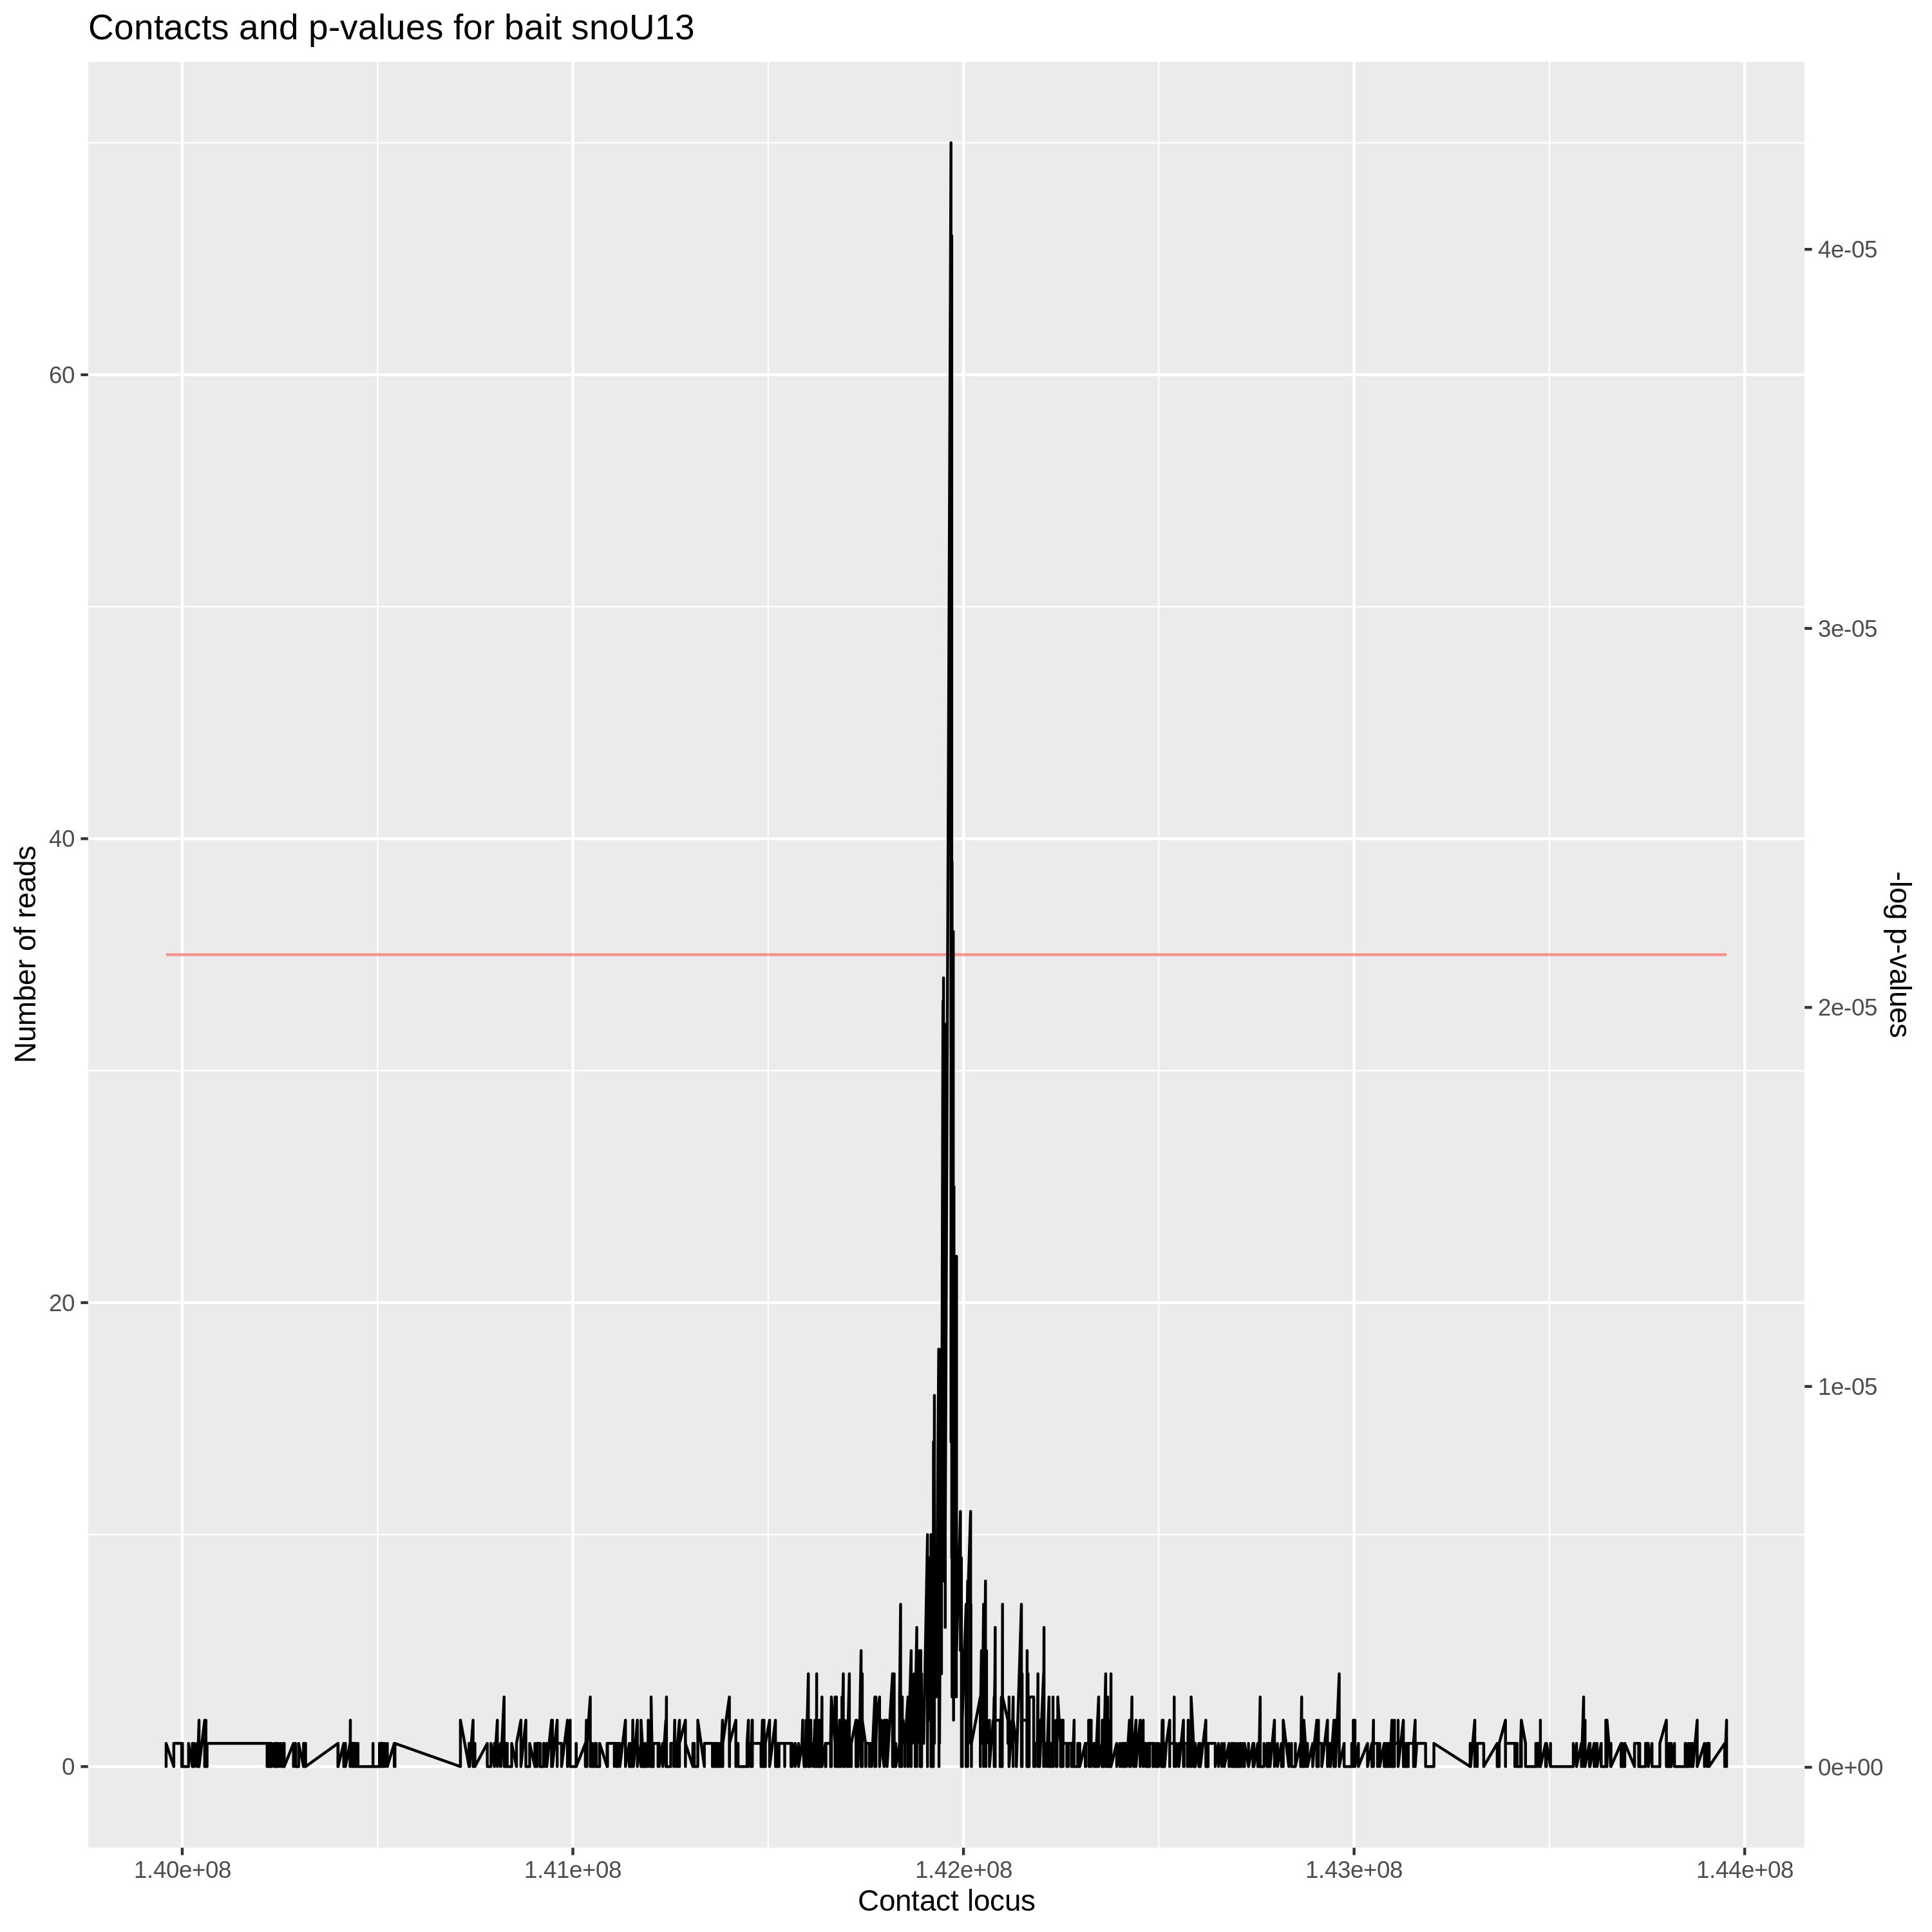 Contacts and p-values for bait snoU13
60
40
20
0
Number of reads
4e-05
3e-05
2e-05
1e-05
0e+00
-log p-values
1.40e+08
1.41e+08
1.42e+08
1.43e+08
1.44e+08
Contact locus